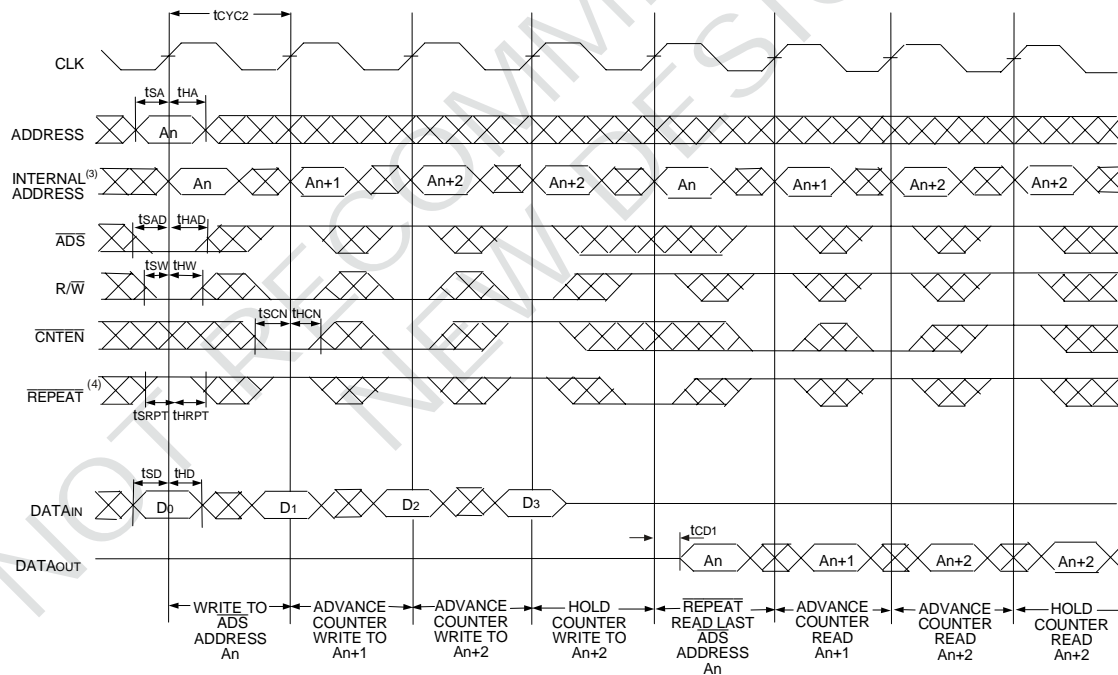 NOT RECOMM
NEW DESIG
tCYC2
CLK
tSA tHA
ADDRESS
An
INTERNAL(3)
ADDRESS
An An+1 An+2 An+2 An An+1 An+2 An+2
tSAD tHAD
ADS
tSW tHW
R/W
tSCN tHCN
CNTEN
REPEAT (4)
tSRPT tHRPT
tSD tHD
DATAIN
D0 D1 D2 D3
tCD1
DATAOUT
An An+1 An+2 An+2
WRITE TO
ADS
ADDRESS
An
ADVANCE
COUNTER
WRITE TO
An+1
ADVANCE
COUNTER
WRITE TO
An+2
HOLD
COUNTER
WRITE TO
An+2
REPEAT
READ LAST
ADS
ADDRESS
An
ADVANCE
COUNTER
READ
An+1
ADVANCE
COUNTER
READ
An+2
HOLD
COUNTER
READ
An+2